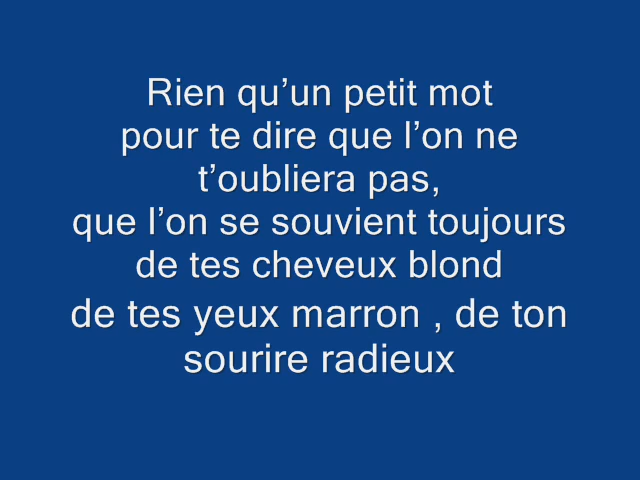 Rien qu’un petit mot
pour te dire que l’on ne
t’oubliera pas,
que l’on se souvient toujours
de tes cheveux blond
de tes yeux marron , de ton
sourire radieux